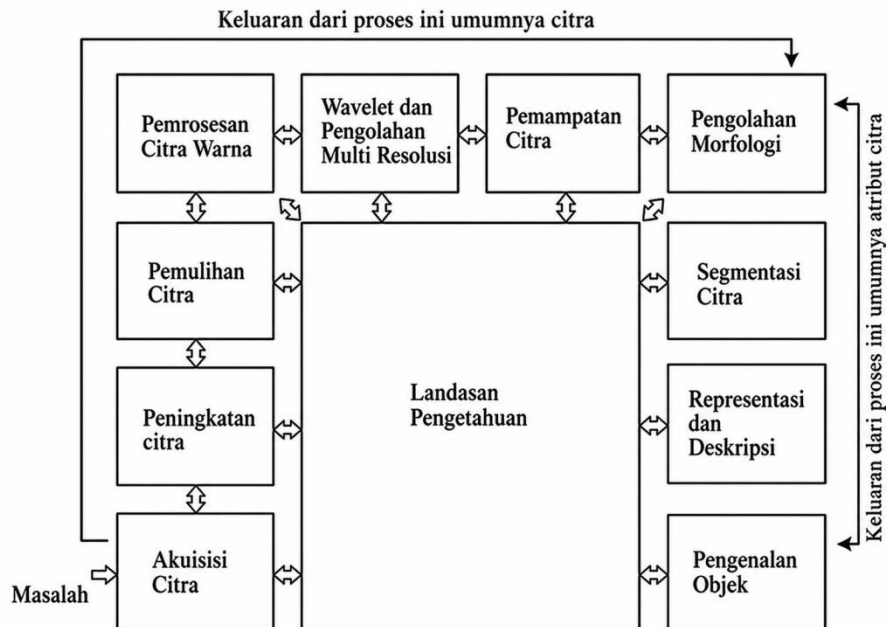 Keluaran dari proses ini umumnya citra
Pemrosesan
Citra Warna
Wavelet dan
Pengolahan
Multi Resolusi
Pemampatan
Citra
Pengolahan
Morfologi
Pemulihan
Citra
Segmentasi
Citra
Peningkatan
citra
Landasan
Pengetahuan
Representasi
dan
Deskripsi
Akuisisi
Citra
Pengenalan
Objek
Masalah
Keluaran dari proses ini umumnya atribut citra